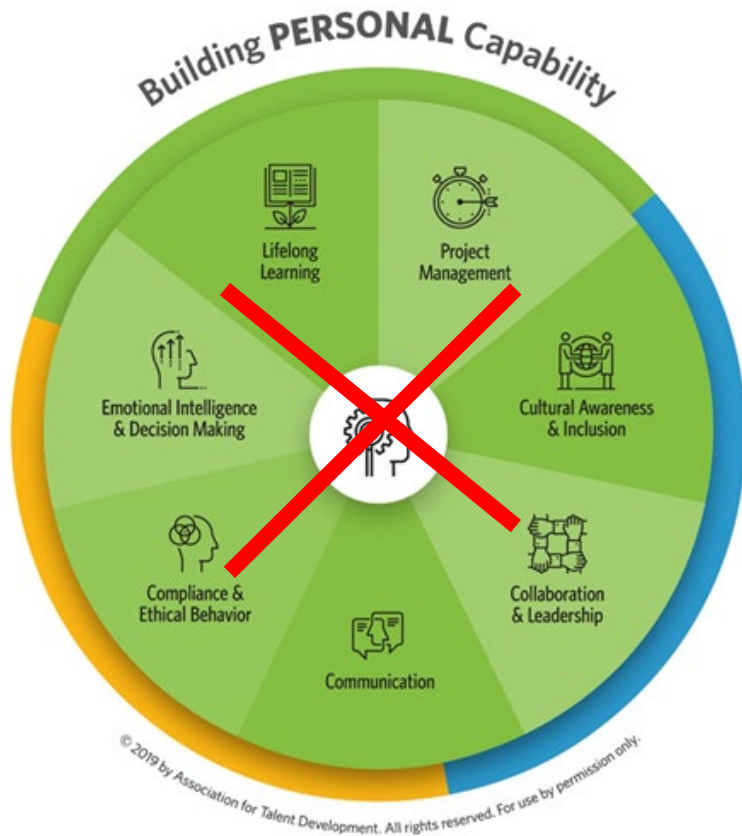 Building PERSONAL Capability
Lifelong
Learning
Project
Management
Emotional Intelligence
& Decision Making
Cultural Awareness
& Inclusion
Compliance &
Ethical Behavior
Collaboration
& Leadership
Communication
© 2019 by Association for Talent Development. All rights reserved. For use by permission only.